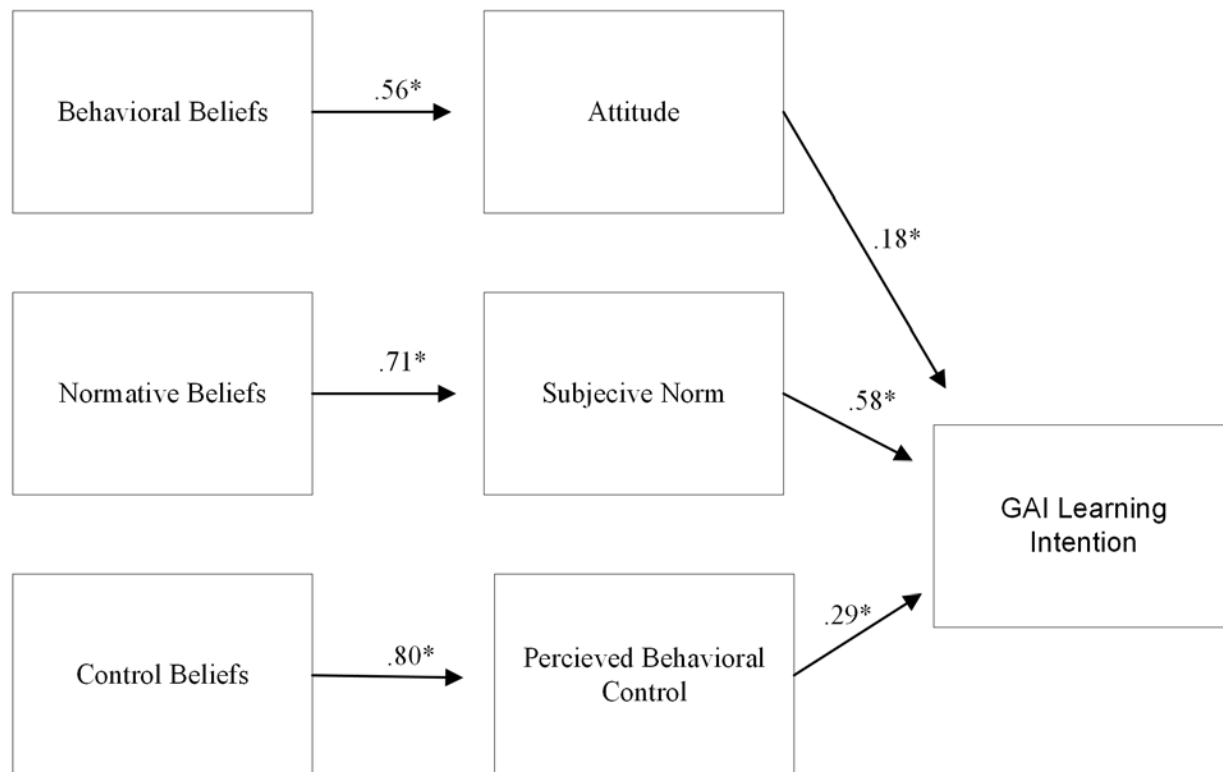 Behavioral Beliefs
.56*
Attitude
.18*
Normative Beliefs
.71*
Subjecive Norm
.58*
GAI Learning
Intention
Control Beliefs
.80*
Percieved Behavioral
Control
.29*